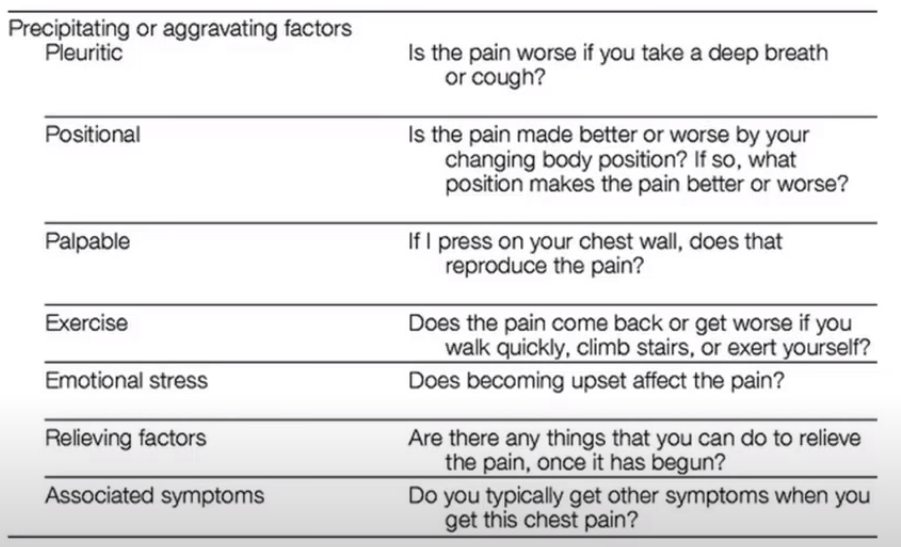 Precipitating or aggravating factors
Pleuritic
Is the pain worse if you take a deep breath
or cough?
Positional
Is the pain made better or worse by your
changing body position? If so, what
position makes the pain better or worse?
Palpable
If I press on your chest wall, does that
reproduce the pain?
Exercise
Does the pain come back or get worse if you
walk quickly, climb stairs, or exert yourself?
Emotional stress
Does becoming upset affect the pain?
Relieving factors
Are there any things that you can do to relieve
the pain, once it has begun?
Associated symptoms
Do you typically get other symptoms when you
get this chest pain?